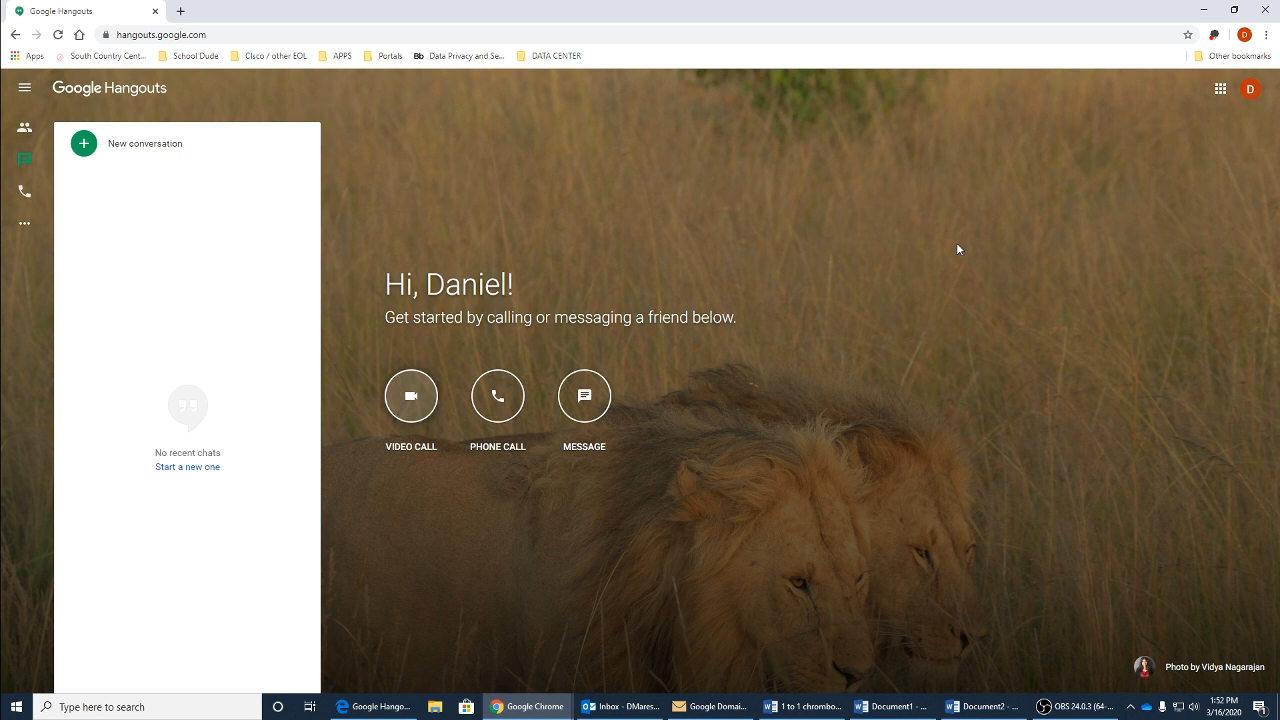 Google Hangouts
hangouts.google.com
Apps
South Country Cent...
School Dude
CIsco / other EOL
APPS
Portals
Bb
Data Privacy and Se...
DATA CENTER
Other bookmarks
Google Hangouts
D
D
New conversation
Hi, Daniel!
Get started by calling or messaging a friend below.
VIDEO CALL
PHONE CALL
MESSAGE
No recent chats
Start a new one
Photo by Vidya Nagarajan
Type here to search
Google Hango...
Google Chrome
Inbox - DMares...
Google Domai...
1 to 1 chrombo...
Document1 - ...
Document2 - ...
OBS 24.0.3 (64-...
1:52 PM
3/16/2020